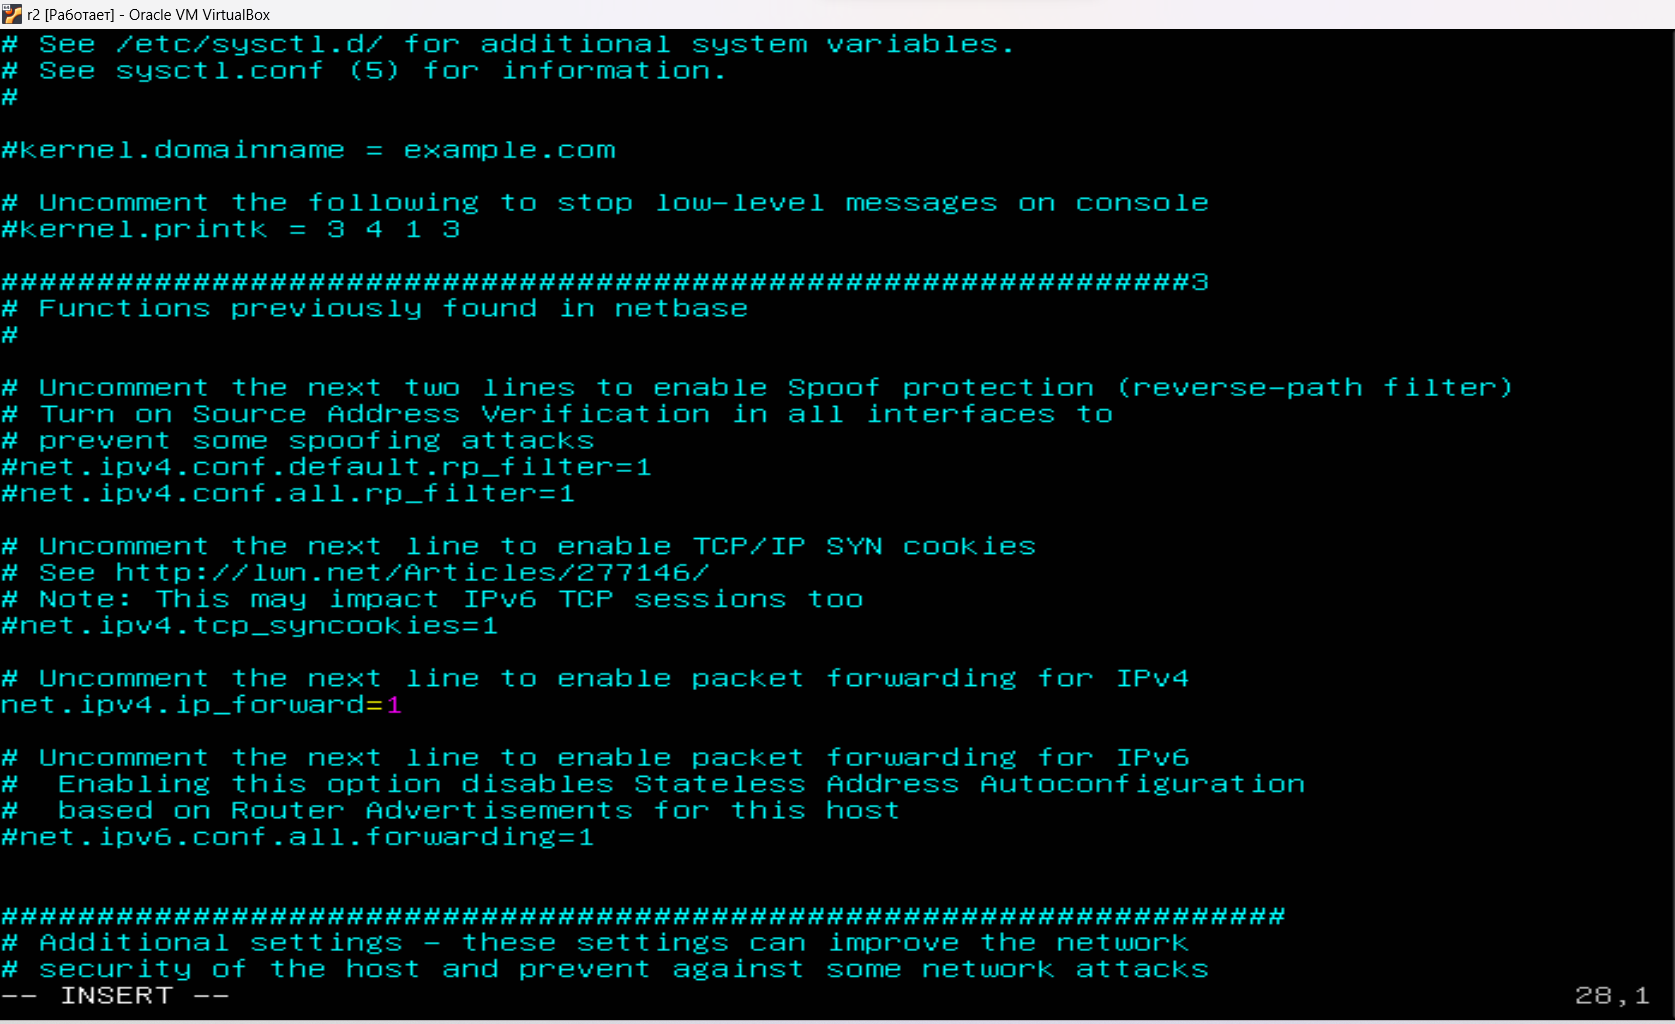 r2 [Работает] - Oracle VM VirtualBox
# See /etc/sysctl.d/ for additional system variables.
# See sysctl.conf (5) for information.
#
#kernel.domainname = example.com
# Uncomment the following to stop low-level messages on console
#kernel.printk = 3 4 1 3
##############################################################3
# Functions previously found in netbase
#
# Uncomment the next two lines to enable Spoof protection (reverse-path filter)
# Turn on Source Address Verification in all interfaces to
# prevent some spoofing attacks
#net.ipv4.conf.default.rp_filter=1
#net.ipv4.conf.all.rp_filter=1
# Uncomment the next line to enable TCP/IP SYN cookies
# See http://lwn.net/Articles/277146/
# Note: This may impact IPv6 TCP sessions too
#net.ipv4.tcp_syncookies=1
# Uncomment the next line to enable packet forwarding for IPv4
net.ipv4.ip_forward=1
# Uncomment the next line to enable packet forwarding for IPv6
#  Enabling this option disables Stateless Address Autoconfiguration
#  based on Router Advertisements for this host
#net.ipv6.conf.all.forwarding=1
###################################################################
# Additional settings - these settings can improve the network
# security of the host and prevent against some network attacks
-- INSERT -- 28,1